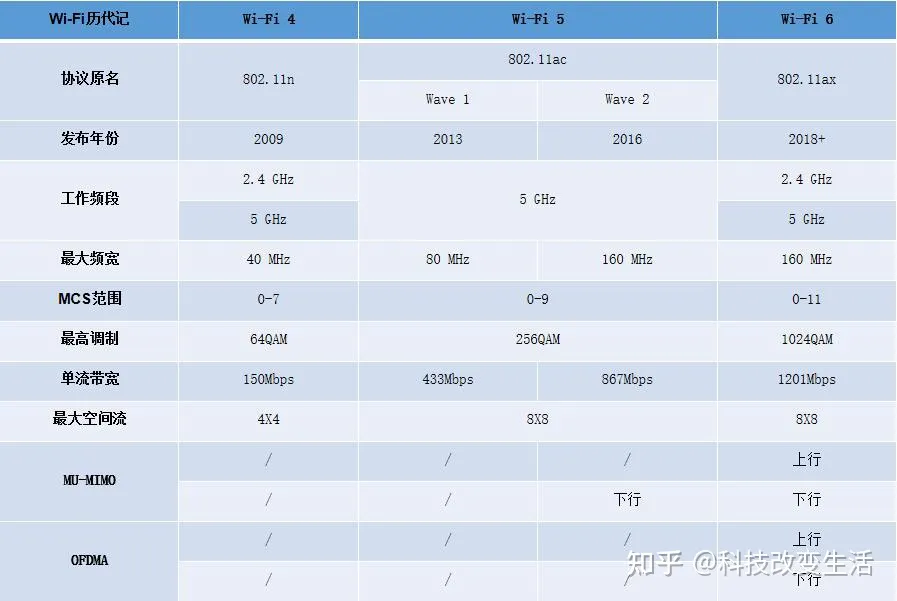 Wi-Fi历代记 Wi-Fi 4 Wi-Fi 5 Wi-Fi 6
协议原名 802.11n 802.11ac 802.11ax
Wave 1 Wave 2
发布年份 2009 2013 2016 2018+
工作频段 2.4 GHz 5 GHz 2.4 GHz
5 GHz 5 GHz
最大频宽 40 MHz 80 MHz 160 MHz 160 MHz
MCS范围 0-7 0-9 0-11
最高调制 64QAM 256QAM 1024QAM
单流带宽 150Mbps 433Mbps 867Mbps 1201Mbps
最大空间流 4X4 8X8 8X8
MU-MIMO / / / 上行
/ / 下行 下行
OFDMA / / / 上行
/ / / 下行
知乎 @科技改变生活